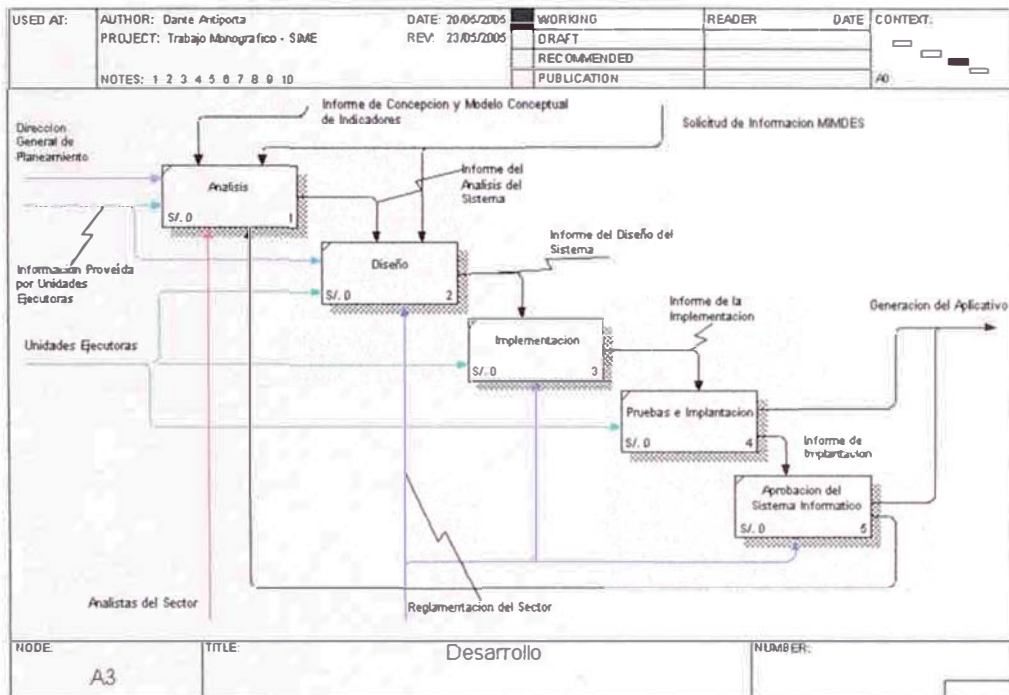 USED AT:
AUTHOR: Dante Antiporta
DATE: 20/05/2005
WORKING
READER
DATE
CONTEXT:
PROJECT: Trabajo Monografico - SIME
REV: 23/05/2005
DRAFT
RECOMMENDED
NOTES: 1 2 3 4 5 6 7 8 9 10
PUBLICATION
A0
Informe de Concepcion y Modelo Conceptual
de Indicadores
Solicitud de Informacion MIMDES
Direccion
General de
Planeamiento
Analisis
S/. 0
1
Informe del
Analisis del
Sistema
Información Proveida
por Unidades
Ejecutoras
Diseño
S/. 0
2
Informe del Diseño del
Sistema
Unidades Ejecutoras
Implementación
S/. 0
3
Informe de la
Implementacion
Generacion del Aplicativo
Pruebas e Implantacion
S/. 0
4
Informe de
Implantacion
Aprobacion del
Sistema Informatico
S/. 0
5
Analistas del Sector
Reglamentacion del Sector
NODE:
A3
TITLE:
Desarrollo
NUMBER: